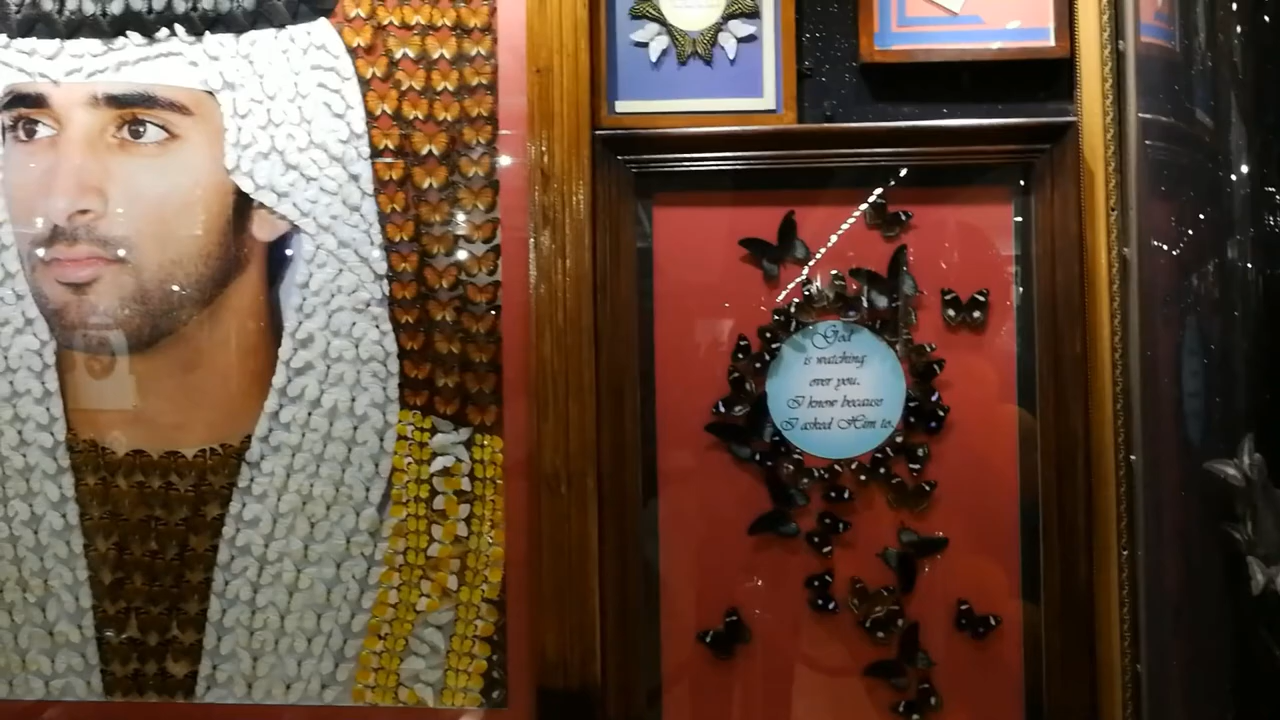 God
is watching
over you.
I know because
I asked Him to.